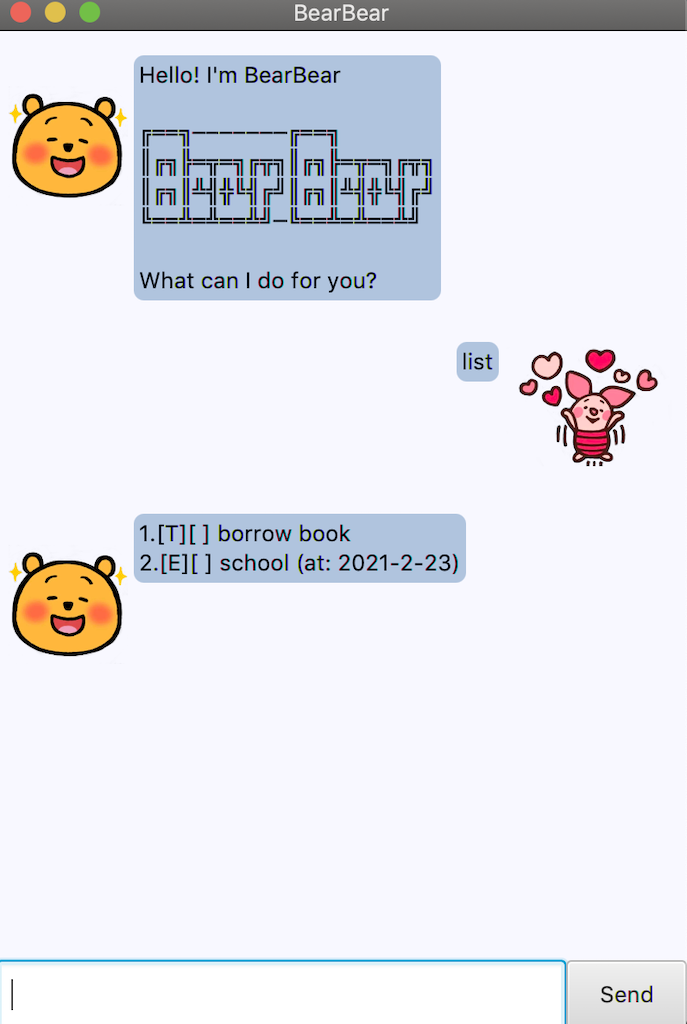 BearBear
Hello! I'm BearBear
╔══╗---------╔══╗
║╔╗╠═╦═╗╔╦╗║╔╗╠═╦═╗╔╦╗
║╔╗║╩╣╬╚╣╔╝║╔╗║╩╣╬╚╣╔╝
╚══╩═╩══╩╝-╚══╩═╩══╩╝
What can I do for you?
list
1.[T][ ] borrow book
2.[E][ ] school (at: 2021-2-23)
Send